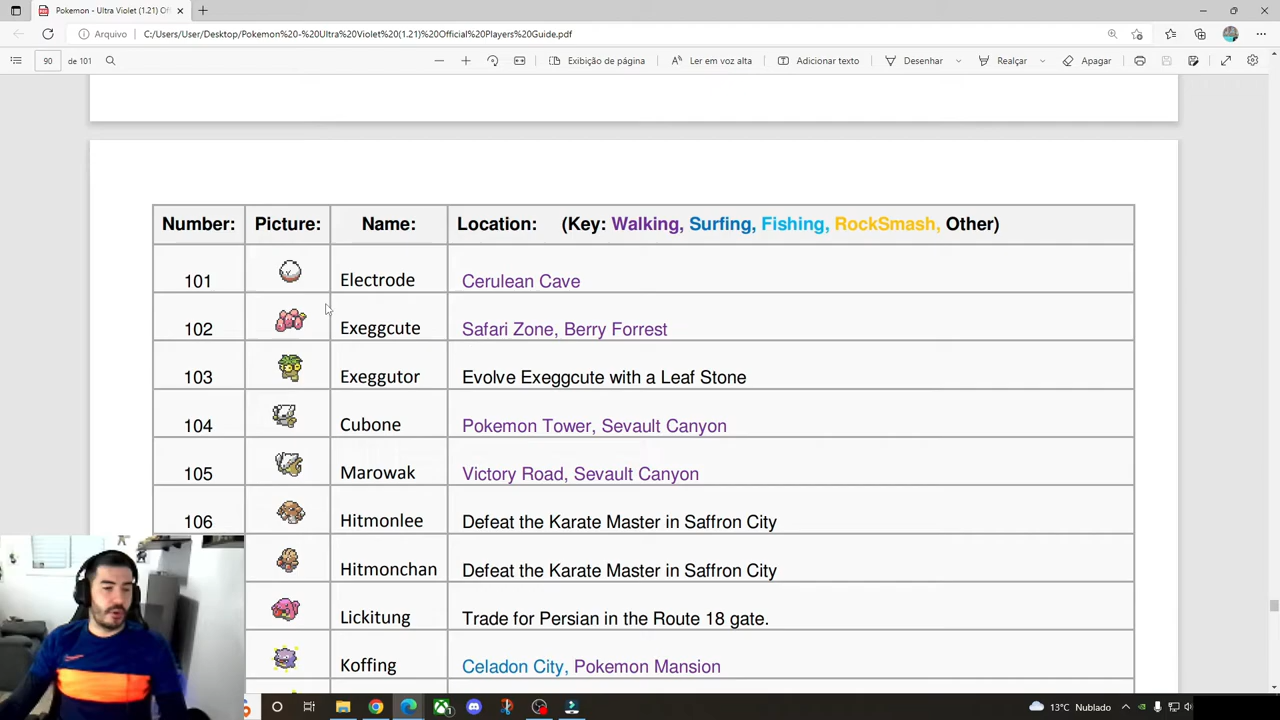 Pokemon - Ultra Violet (1.21) Of
Arquivo C:/Users/User/Desktop/Pokemon%20-%20Ultra%20Violet%20(1.21)%20Official%20Players%20Guide.pdf
90 de 101 Exibição de página Ler em voz alta Adicionar texto Desenhar Realçar Apagar
Number: Picture: Name: Location: (Key: Walking, Surfing, Fishing, RockSmash, Other)
101 Electrode Cerulean Cave
102 Exeggcute Safari Zone, Berry Forrest
103 Exeggutor Evolve Exeggcute with a Leaf Stone
104 Cubone Pokemon Tower, Sevault Canyon
105 Marowak Victory Road, Sevault Canyon
106 Hitmonlee Defeat the Karate Master in Saffron City
Hitmonchan Defeat the Karate Master in Saffron City
Lickitung Trade for Persian in the Route 18 gate.
Koffing Celadon City, Pokemon Mansion
13°C Nublado